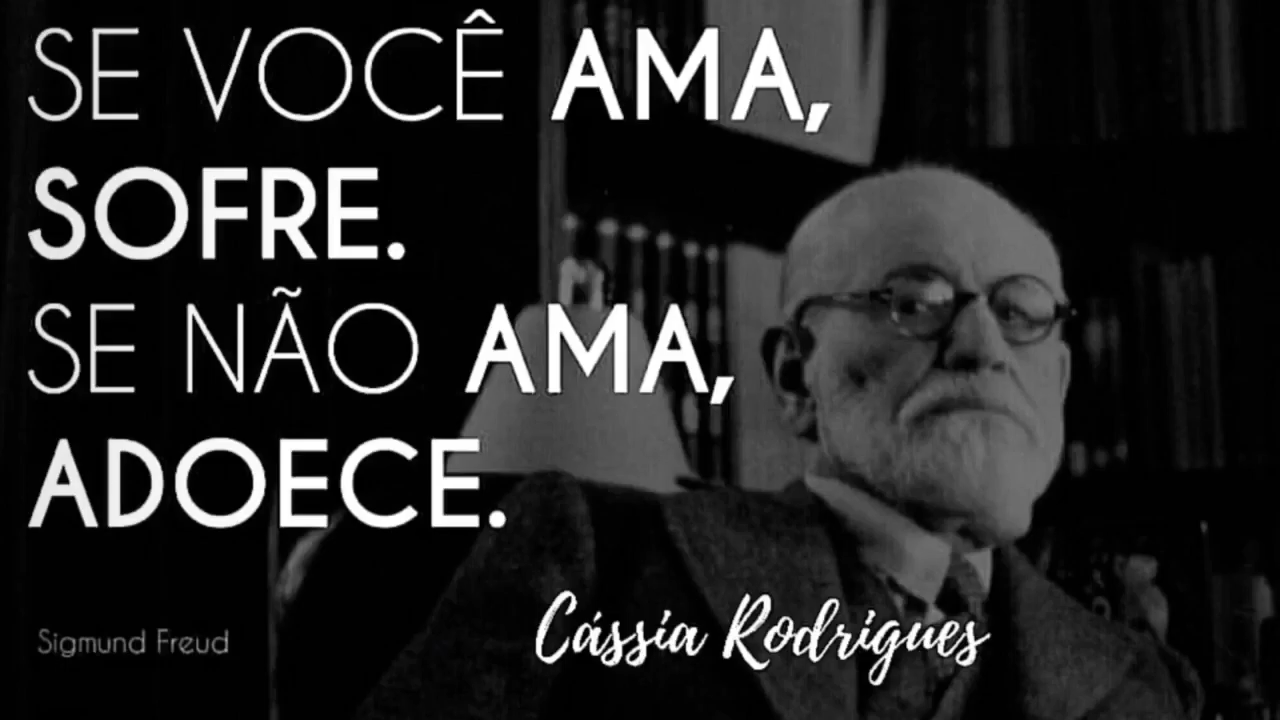 SE VOCÊ AMA,
SOFRE.
SE NÃO AMA,
ADOECE.
Sigmund Freud
Cássia Rodrigues